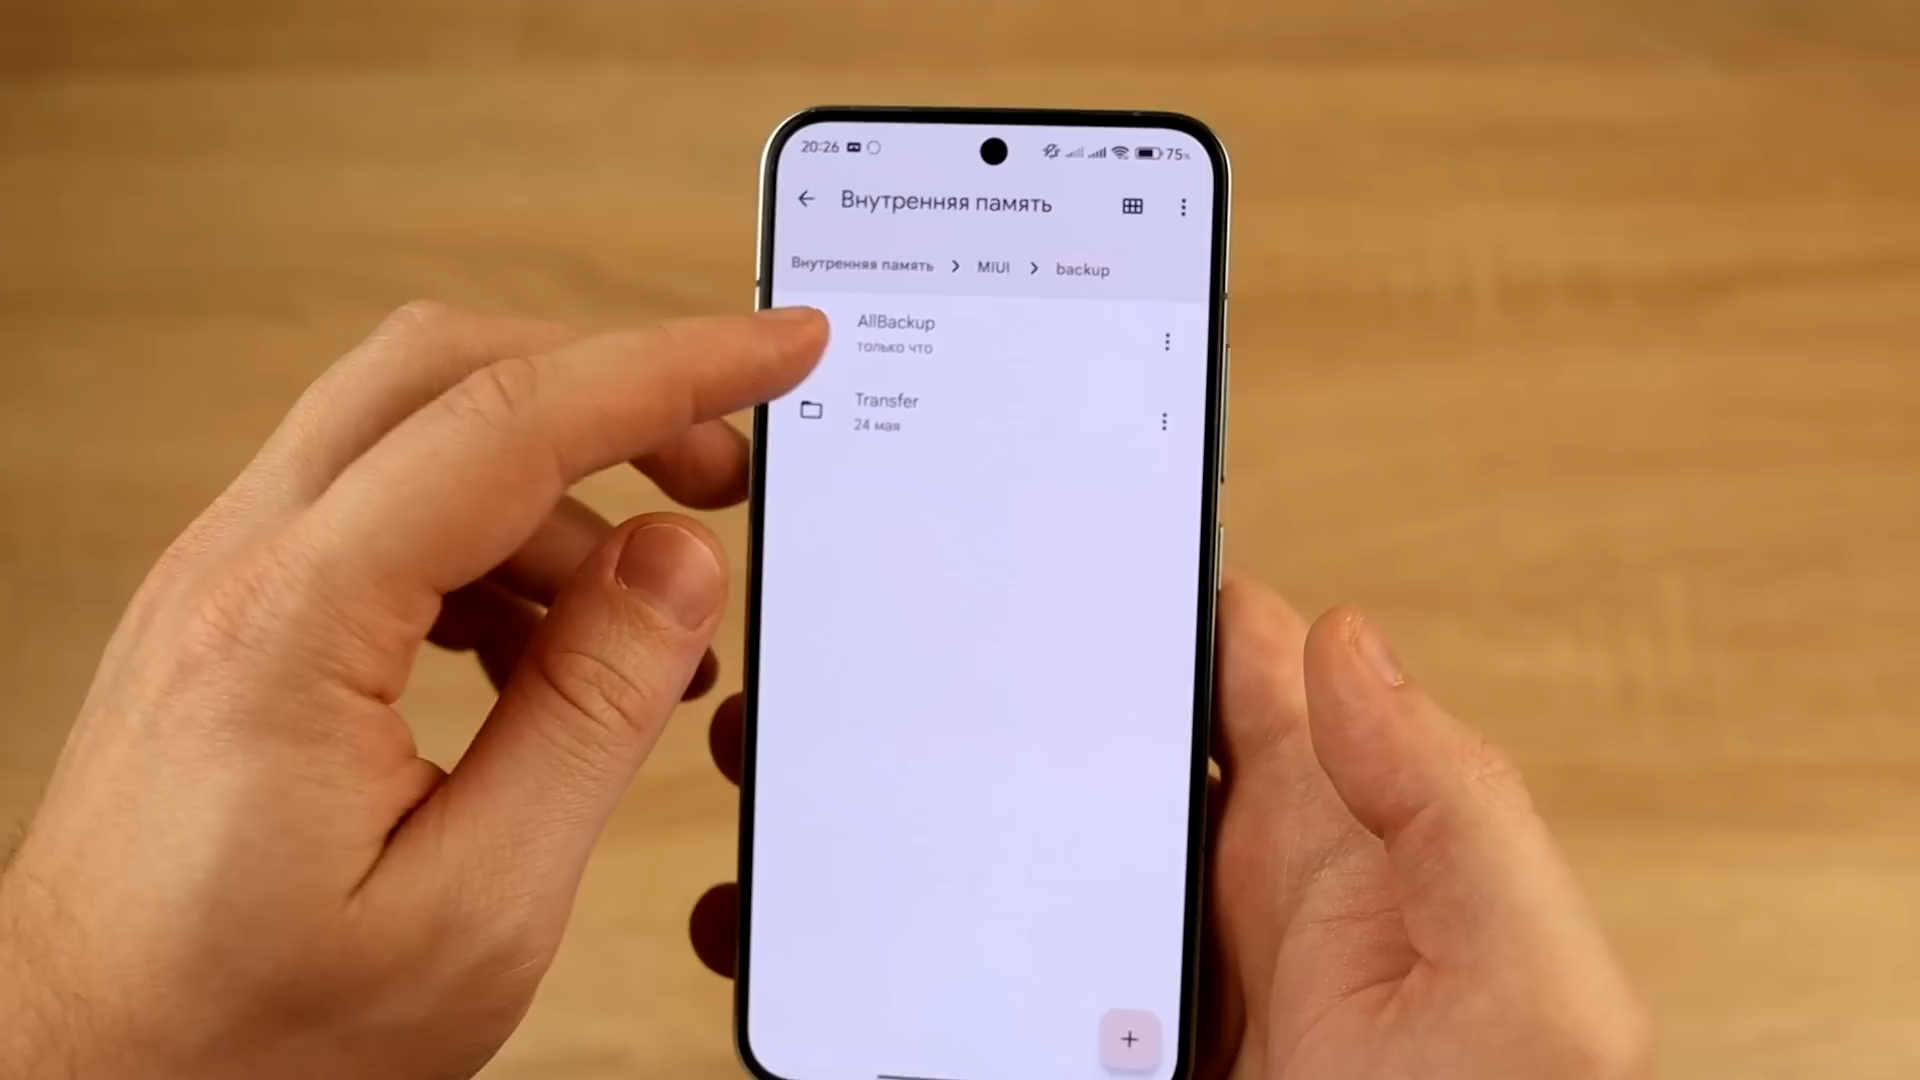 20:26 75%
Внутренняя память
Внутренняя память > MIUI > backup
AllBackup
только что
Transfer
24 мая
+